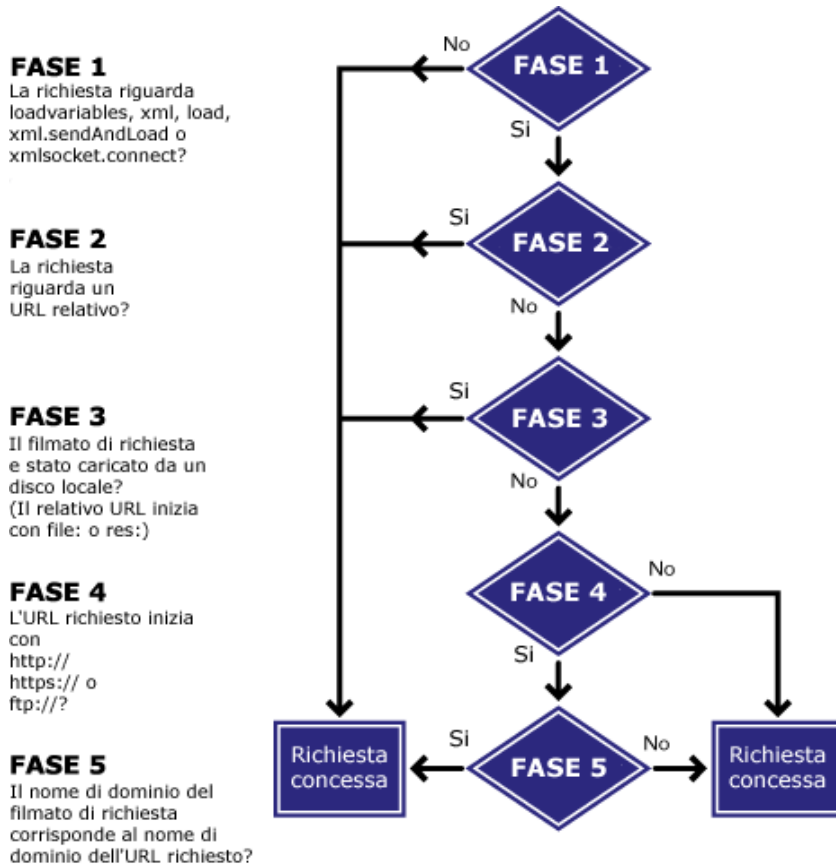 FASE 1
La richiesta riguarda
loadvariables, xml, load,
xml.sendAndLoad o
xmlsocket.connect?
FASE 2
La richiesta
riguarda un
URL relativo?
FASE 3
Il filmato di richiesta
e stato caricato da un
disco locale?
(Il relativo URL inizia
con file: o res:)
FASE 4
L'URL richiesto inizia
con
http://
https:// o
ftp://?
FASE 5
Il nome di dominio del
filmato di richiesta
corrisponde al nome di
dominio dell'URL richiesto?
No
FASE 1
Si
Si
FASE 2
No
Si
FASE 3
No
FASE 4
No
Si
Richiesta
concessa
Si
FASE 5
No
Richiesta
concessa